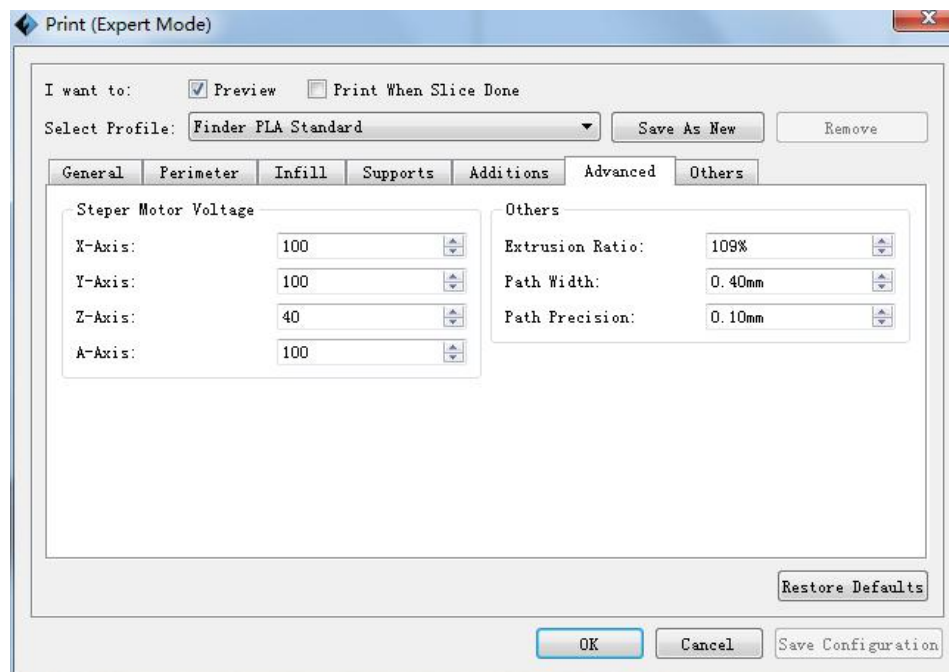 Print (Expert Mode)
I want to: Preview Print When Slice Done
Select Profile: Finder PLA Standard Save As New Remove
General Perimeter Infill Supports Additions Advanced Others
Steper Motor Voltage
X-Axis: 100
Y-Axis: 100
Z-Axis: 40
A-Axis: 100
Others
Extrusion Ratio: 109%
Path Width: 0.40mm
Path Precision: 0.10mm
Restore Defaults
OK Cancel Save Configuration